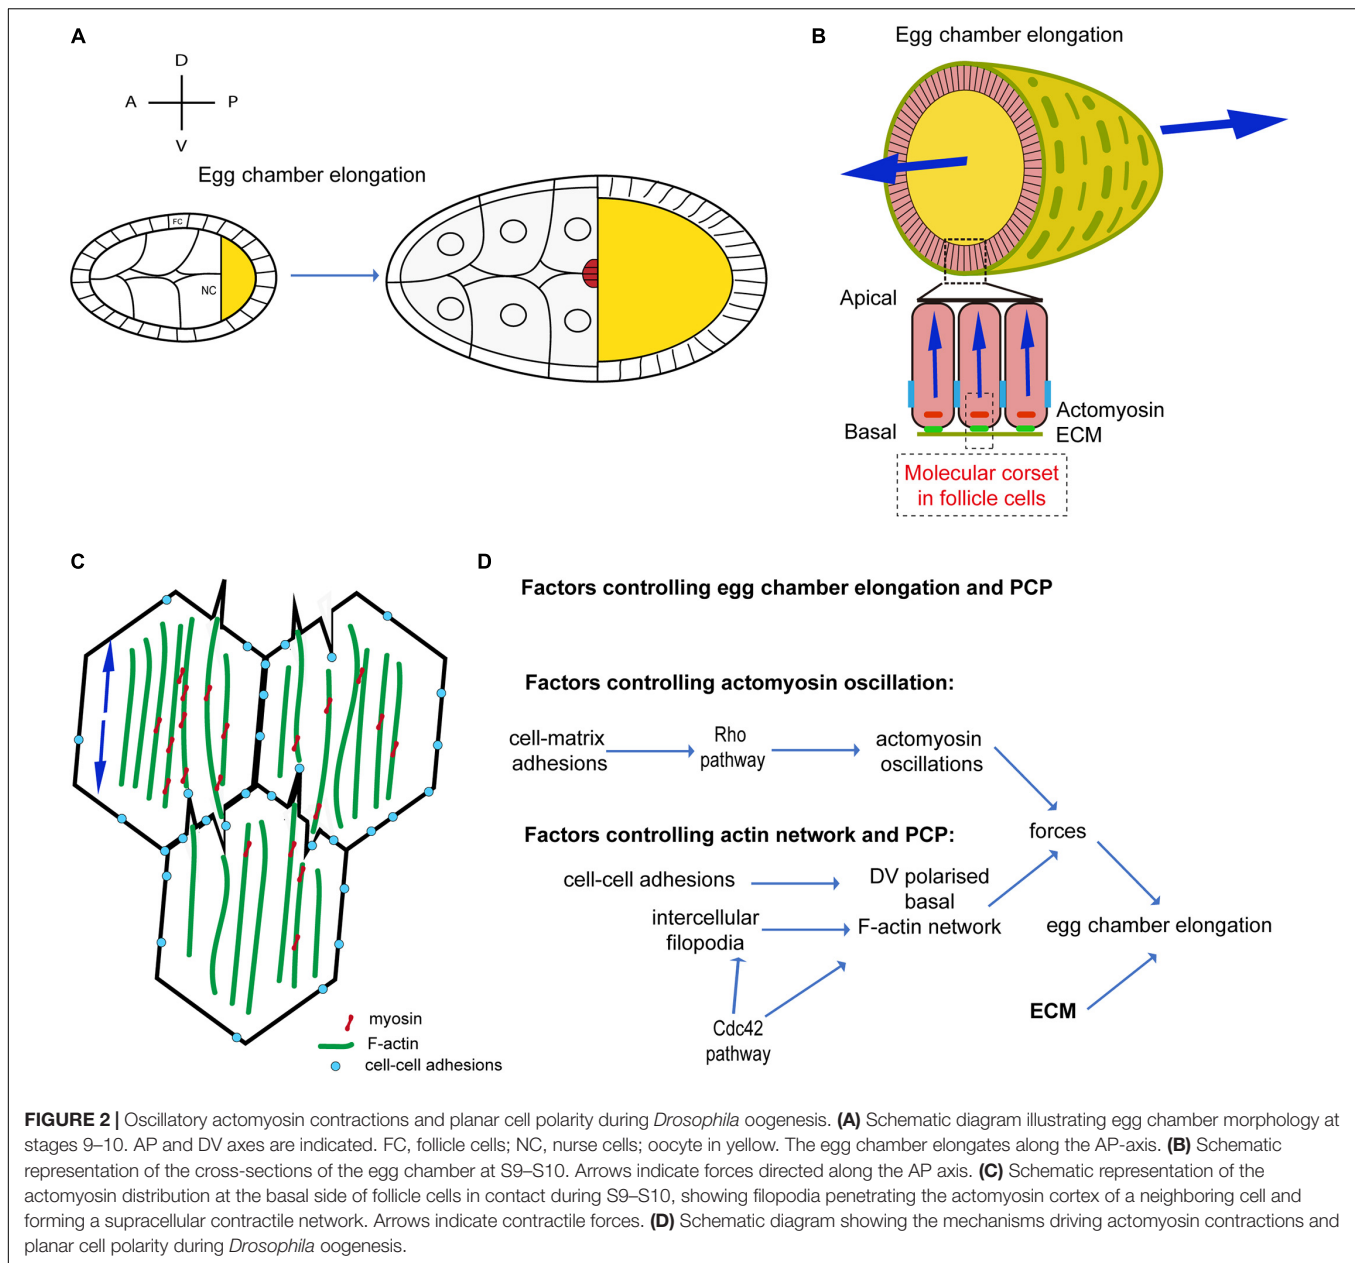 A
D
A P
V
Egg chamber elongation
FC
NC
B
Egg chamber elongation
Apical
Basal
Actomyosin
ECM
Molecular corset
in follicle cells
C
myosin
F-actin
cell-cell adhesions
D
Factors controlling egg chamber elongation and PCP
Factors controlling actomyosin oscillation:
cell-matrix
adhesions
Rho
pathway
actomyosin
oscillations
forces
Factors controlling actin network and PCP:
cell-cell adhesions
DV polarised
basal
F-actin network
intercellular
filopodia
egg chamber elongation
Cdc42
pathway
ECM
FIGURE 2 | Oscillatory actomyosin contractions and planar cell polarity during Drosophila oogenesis. (A) Schematic diagram illustrating egg chamber morphology at
stages 9–10. AP and DV axes are indicated. FC, follicle cells; NC, nurse cells; oocyte in yellow. The egg chamber elongates along the AP-axis. (B) Schematic
representation of the cross-sections of the egg chamber at S9–S10. Arrows indicate forces directed along the AP axis. (C) Schematic representation of the
actomyosin distribution at the basal side of follicle cells in contact during S9–S10, showing filopodia penetrating the actomyosin cortex of a neighboring cell and
forming a supracellular contractile network. Arrows indicate contractile forces. (D) Schematic diagram showing the mechanisms driving actomyosin contractions and
planar cell polarity during Drosophila oogenesis.